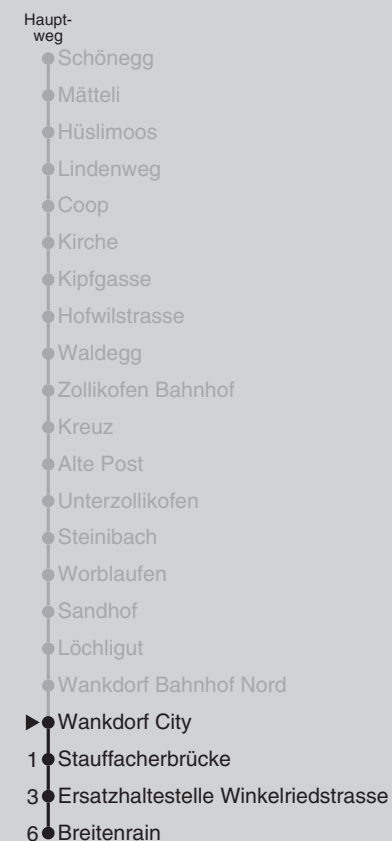 Haupt-
weg
Schönegg
Mätteli
Hüslimoos
Lindenweg
Coop
Kirche
Kipfgasse
Hofwilstrasse
Waldegg
Zollikofen Bahnhof
Kreuz
Alte Post
Unterzollikofen
Steinibach
Worblaufen
Sandhof
Löchligut
Wankdorf Bahnhof Nord
Wankdorf City
1 Stauffacherbrücke
3 Ersatzhaltestelle Winkelriedstrasse
6 Breitenrain